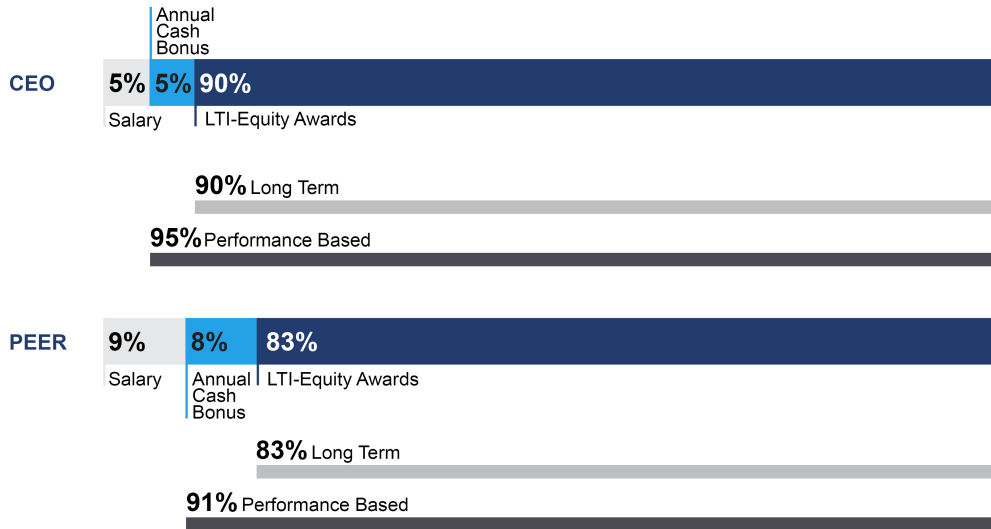 Annual
Cash
Bonus
CEO 5% 5% 90%
Salary LTI-Equity Awards
90% Long Term
95% Performance Based
PEER 9% 8% 83%
Salary Annual LTI-Equity Awards
Cash
Bonus
83% Long Term
91% Performance Based